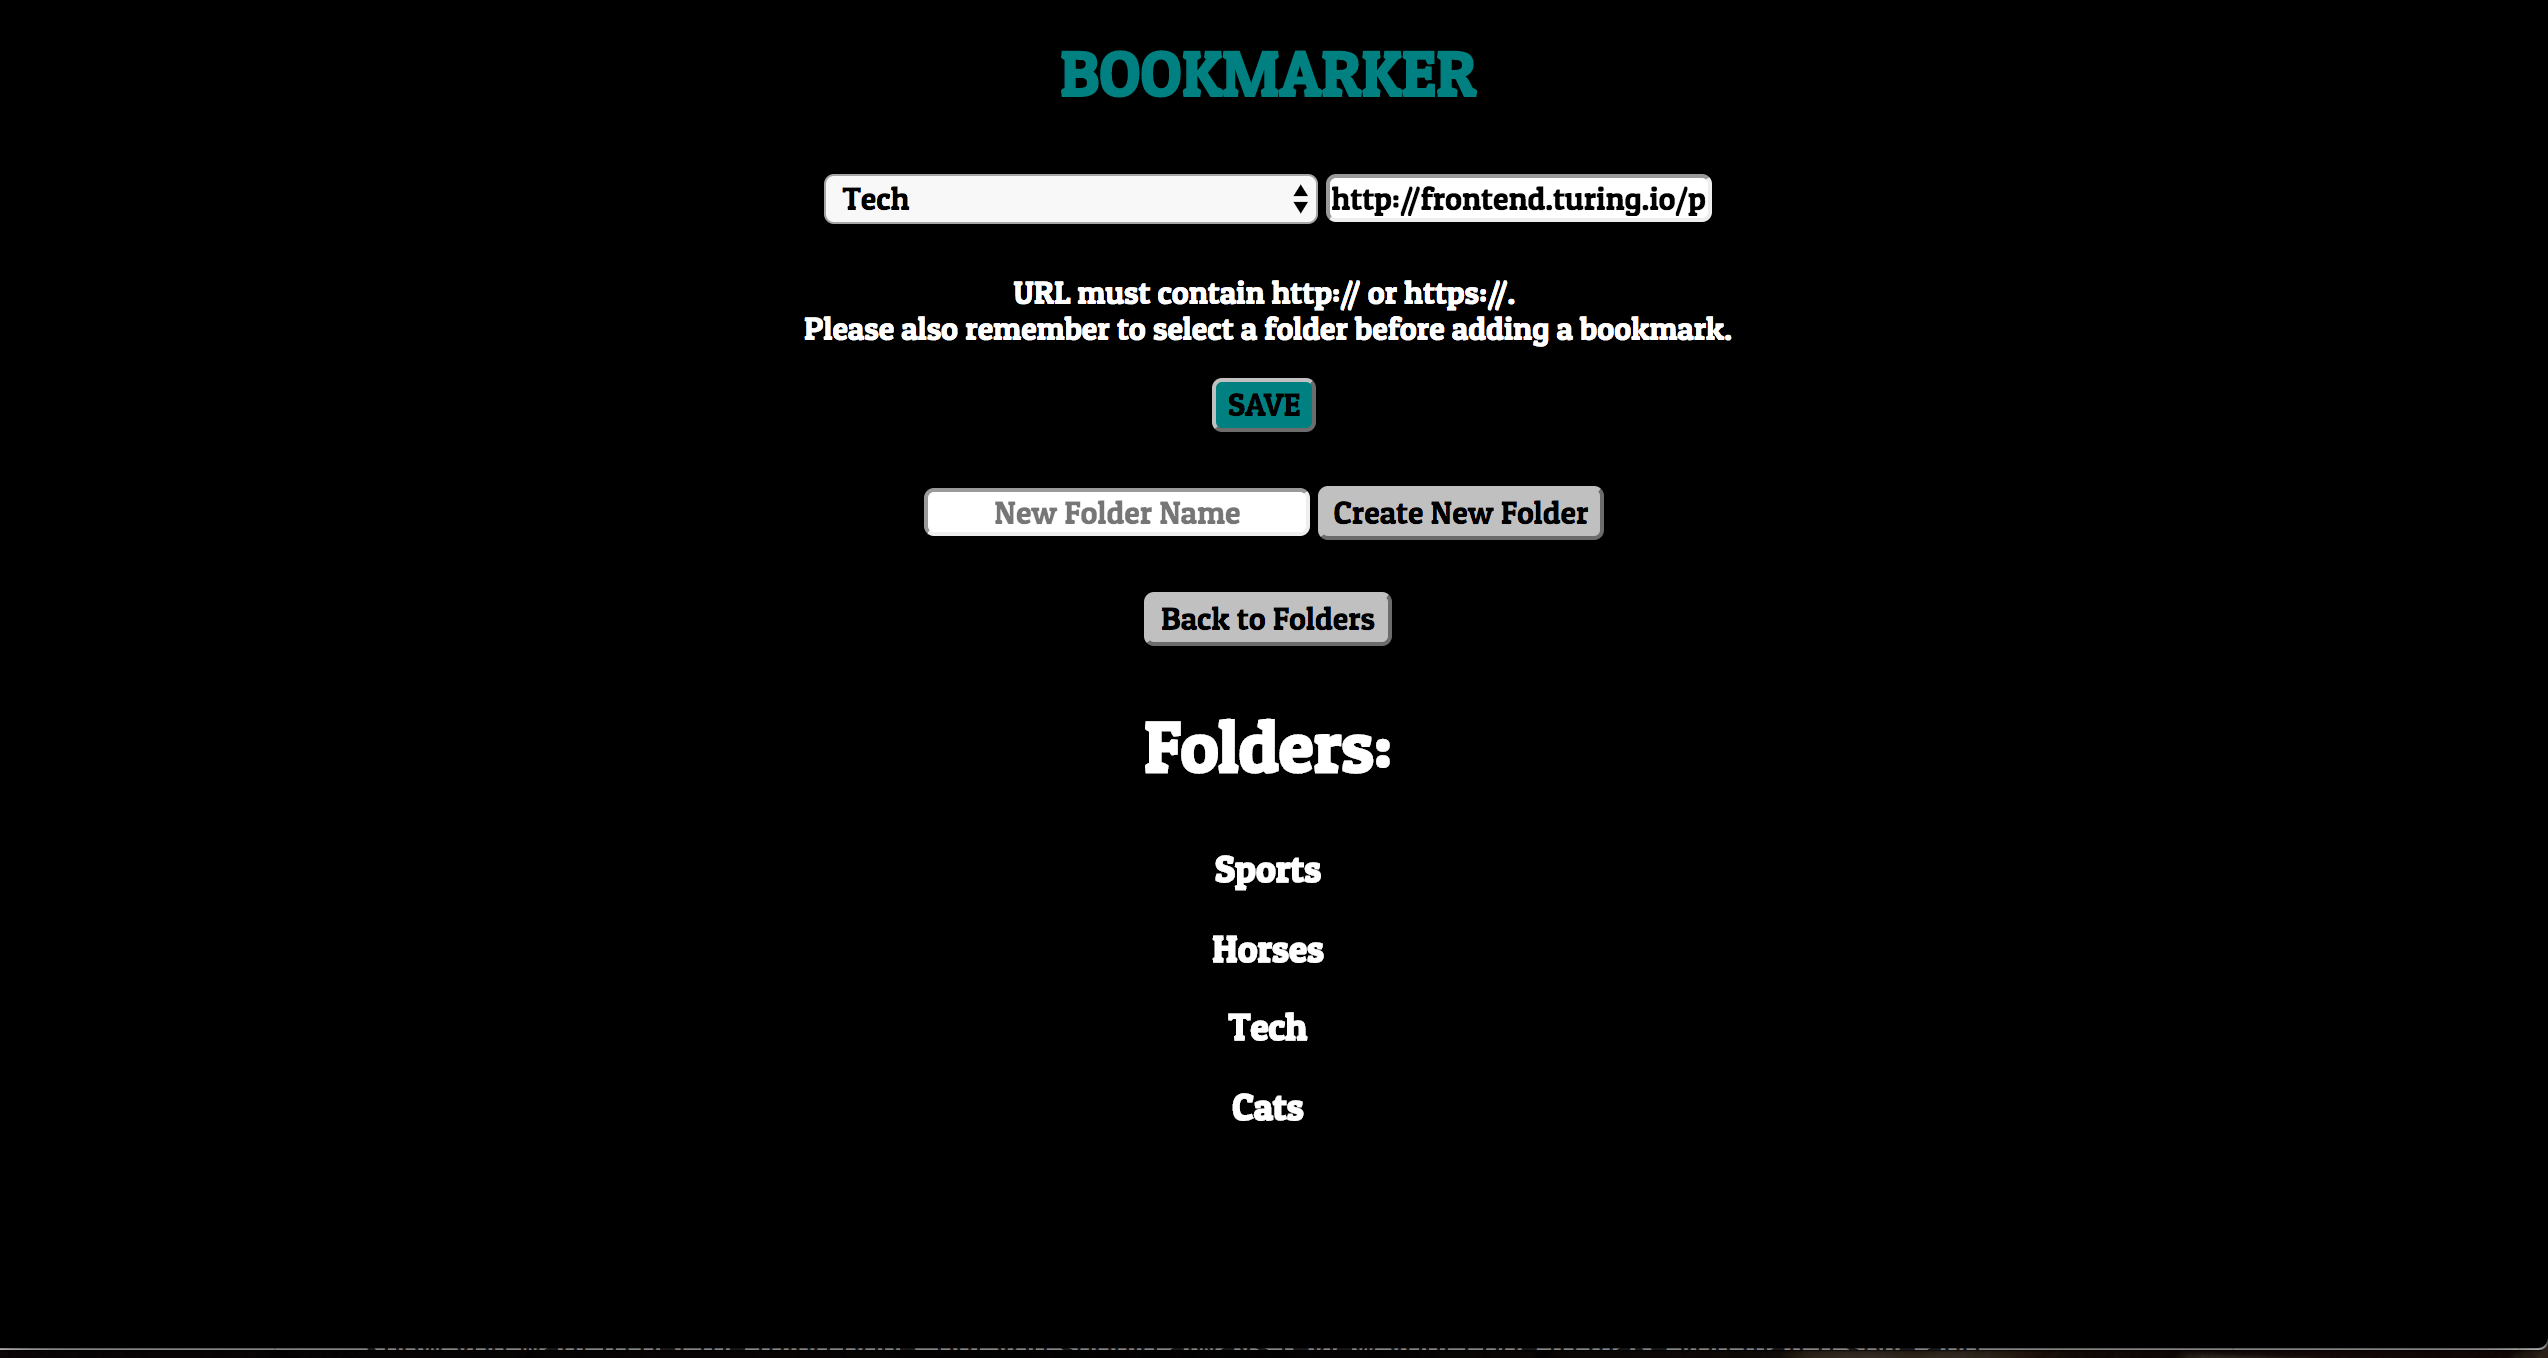 BOOKMARKER
Tech http://frontend.turing.io/p
URL must contain http:// or https://.
Please also remember to select a folder before adding a bookmark.
SAVE
New Folder Name Create New Folder
Back to Folders
Folders:
Sports
Horses
Tech
Cats